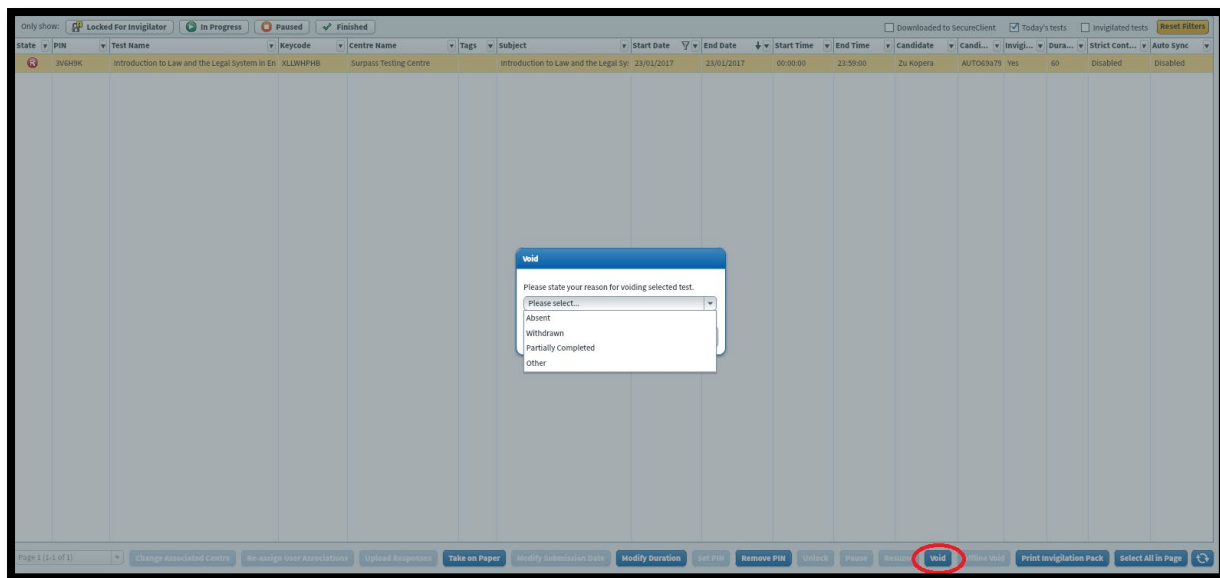 Only show: Locked For Invigilator In Progress Paused Finished Downloaded to SecureClient Today's tests Invigilated tests Reset Filters
State PIN Test Name Keycode Centre Name Tags Subject Start Date End Date Start Time End Time Candidate Candi... Invigi... Dura... Strict Cont... Auto Sync
R 3V6H9K Introduction to Law and the Legal System in En XLLWHPHB Surpass Testing Centre Introduction to Law and the Legal Sy: 23/01/2017 23/01/2017 00:00:00 23:59:00 Zu Kopera AUTO69a79 Yes 60 Disabled Disabled
Void
Please state your reason for voiding selected test.
Please select...
Absent
Withdrawn
Partially Completed
Other
Page 1 (1-1 of 1) Change Associated Centre Re-assign User Associations Upload Responses Take on Paper Modify Submission Date Modify Duration Set PIN Remove PIN Unlock Pause Resume Void Offline Void Print Invigilation Pack Select All in Page